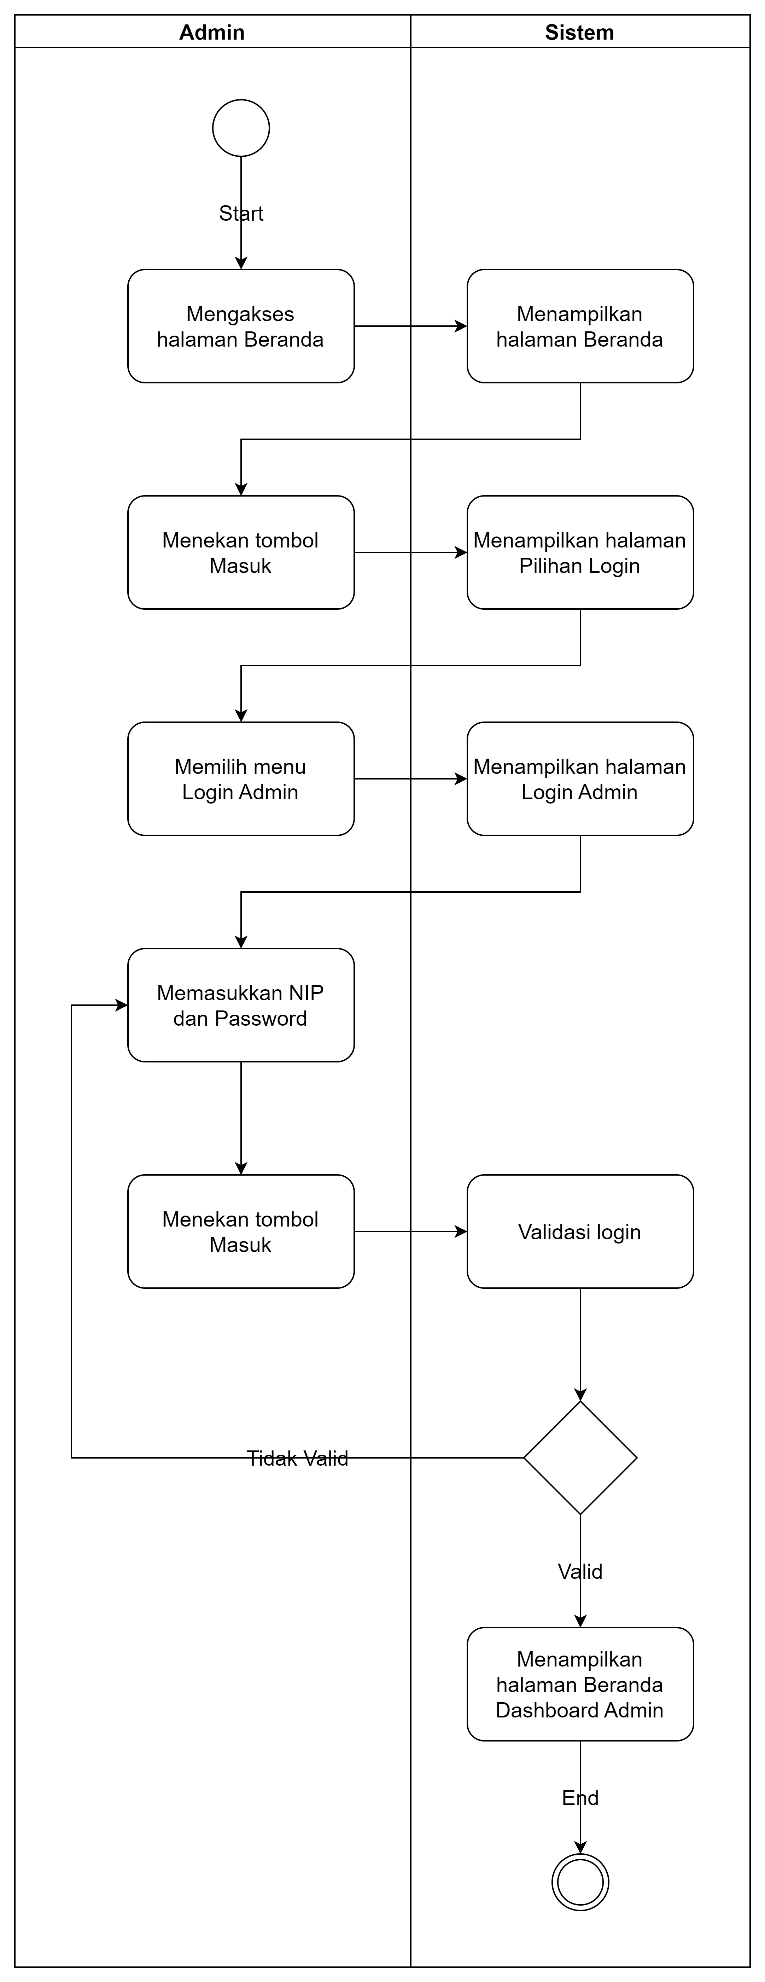 Admin
Sistem
Start
Mengakses
halaman Beranda
Menampilkan
halaman Beranda
Menekan tombol
Masuk
Menampilkan halaman
Pilihan Login
Memilih menu
Login Admin
Menampilkan halaman
Login Admin
Memasukkan NIP
dan Password
Menekan tombol
Masuk
Validasi login
Tidak Valid
Valid
Menampilkan
halaman Beranda
Dashboard Admin
End